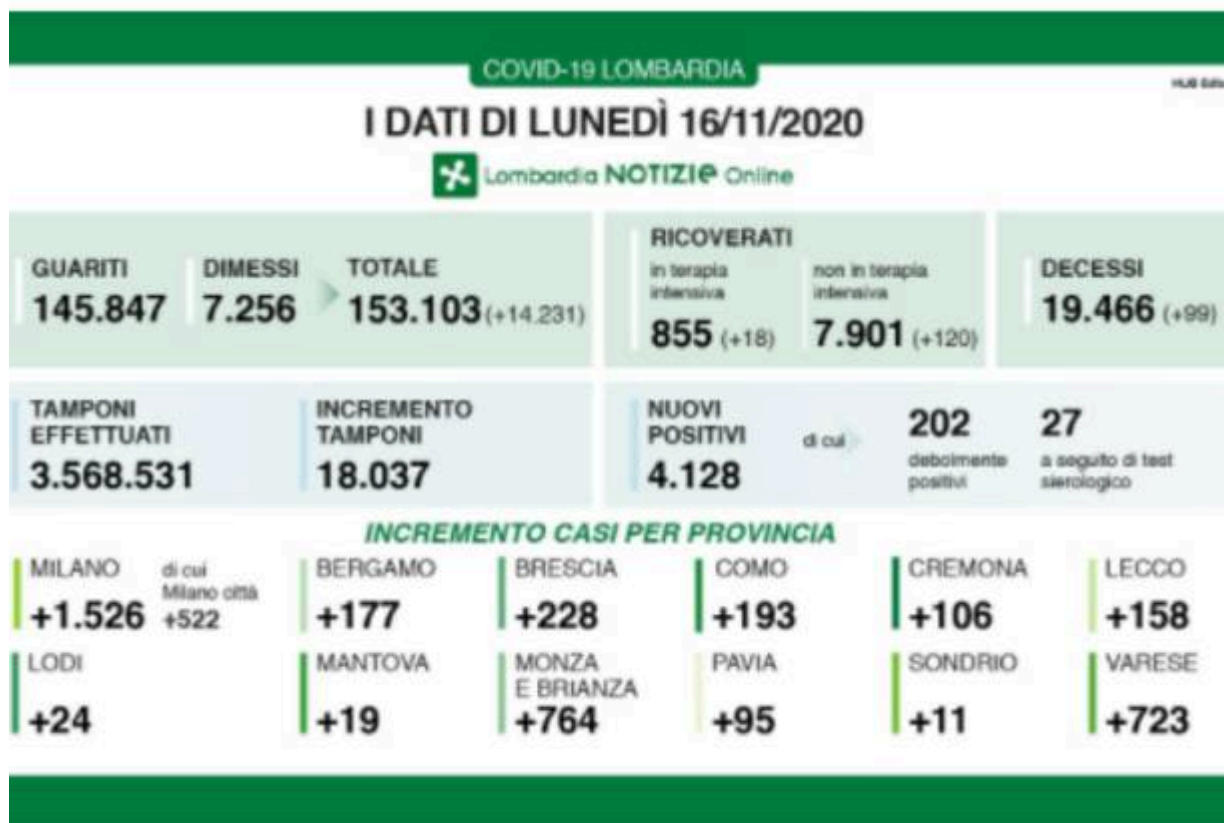 COVID-19 LOMBARDIA
I DATI DI LUNEDÌ 16/11/2020
Lombardia NOTIZIE Online
GUARITI
145.847
DIMESSI
7.256
TOTALE
153.103 (+14.231)
RICOVERATI
in terapia
intensiva
855 (+18)
non in terapia
intensiva
7.901 (+120)
DECESSI
19.466 (+99)
TAMPONI
EFFETTUATI
3.568.531
INCREMENTO
TAMPONI
18.037
NUOVI
POSITIVI
4.128
di cui
202
debolmente
positivi
27
a seguito di test
sierologico
INCREMENTO CASI PER PROVINCIA
MILANO
+1.526
di cui
Milano città
+522
BERGAMO
+177
BRESCIA
+228
COMO
+193
CREMONA
+106
LECCO
+158
LODI
+24
MANTOVA
+19
MONZA
E BRIANZA
+764
PAVIA
+95
SONDRIO
+11
VARESE
+723